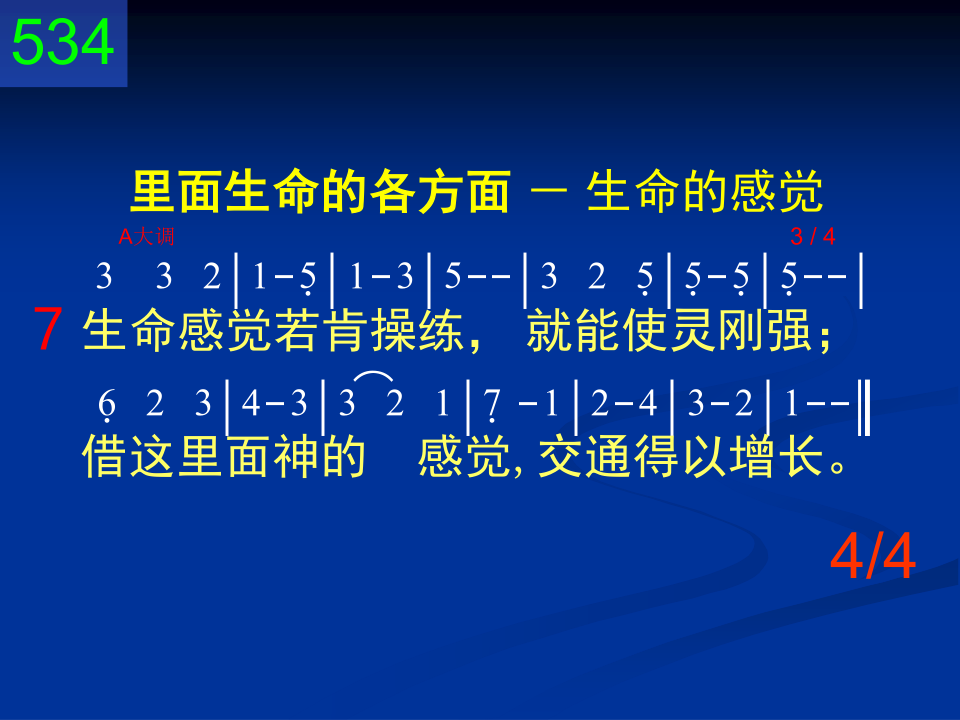 534
里面生命的各方面 － 生命的感觉
A大调 3 / 4
3 3 2│1-5̣│1-3│5--│3 2 5̣│5̣-5̣│5̣--│
7 生命感觉若肯操练， 就能使灵刚强；
6̣ 2 3│4-3│3 2 1│7̣ -1│2-4│3-2│1--‖
借这里面神的 感觉,交通得以增长。
4/4